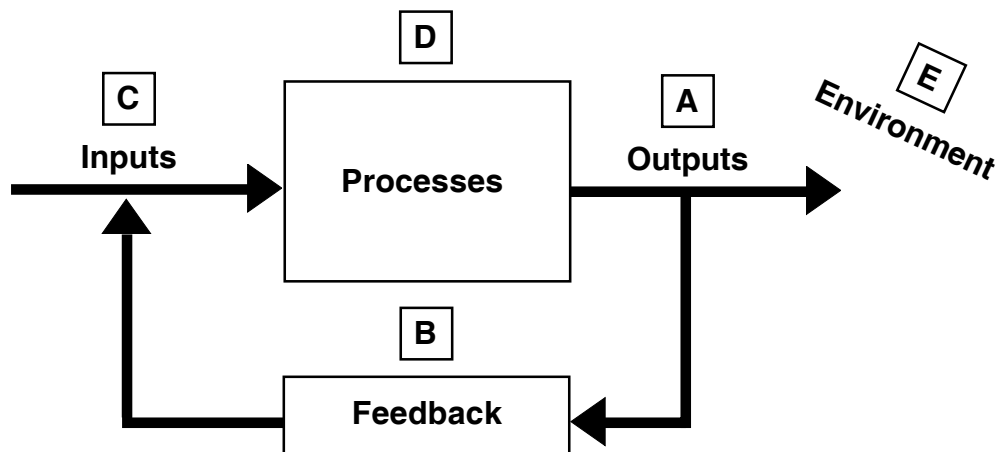 D
E
Environment
C
A
Inputs
Outputs
Processes
B
Feedback